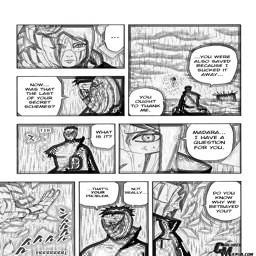 ...
...YOU WERE
ALSO SAVED
BECAUSE I
SUCKED IT
AWAY...
YOU
OUGHT TO
THANK
ME.
NOW...
WAS THAT
THE LAST
OF YOUR
SECRET
SCHEMES?
MADARA...
I HAVE A
QUESTION
FOR YOU.
WHAT
IS IT?
DO YOU
KNOW
WHY WE
BETRAYED
YOU?
NOT
REALLY...
THAT'S
YOUR
PROBLEM.